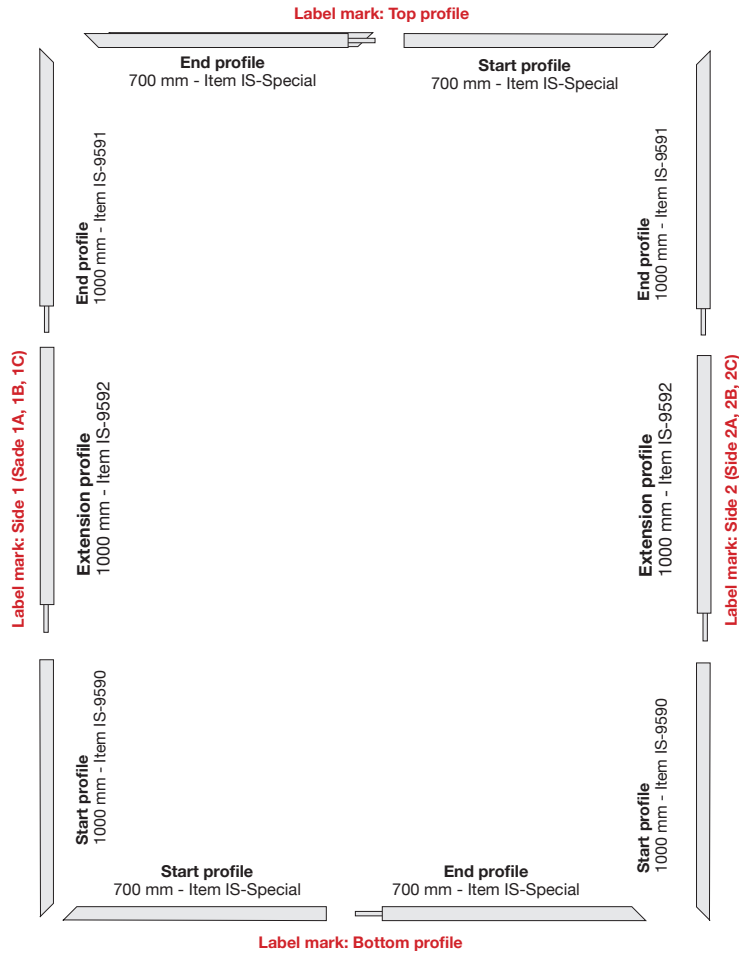 Label mark: Top profile
End profile
700 mm - Item IS-Special
Start profile
700 mm - Item IS-Special
End profile
1000 mm - Item IS-9591
End profile
1000 mm - Item IS-9591
Label mark: Side 1 (Sade 1A, 1B, 1C)
Extension profile
1000 mm - Item IS-9592
Extension profile
1000 mm - Item IS-9592
Label mark: Side 2 (Side 2A, 2B, 2C)
Start profile
1000 mm - Item IS-9590
Start profile
1000 mm - Item IS-9590
Start profile
700 mm - Item IS-Special
End profile
700 mm - Item IS-Special
Label mark: Bottom profile